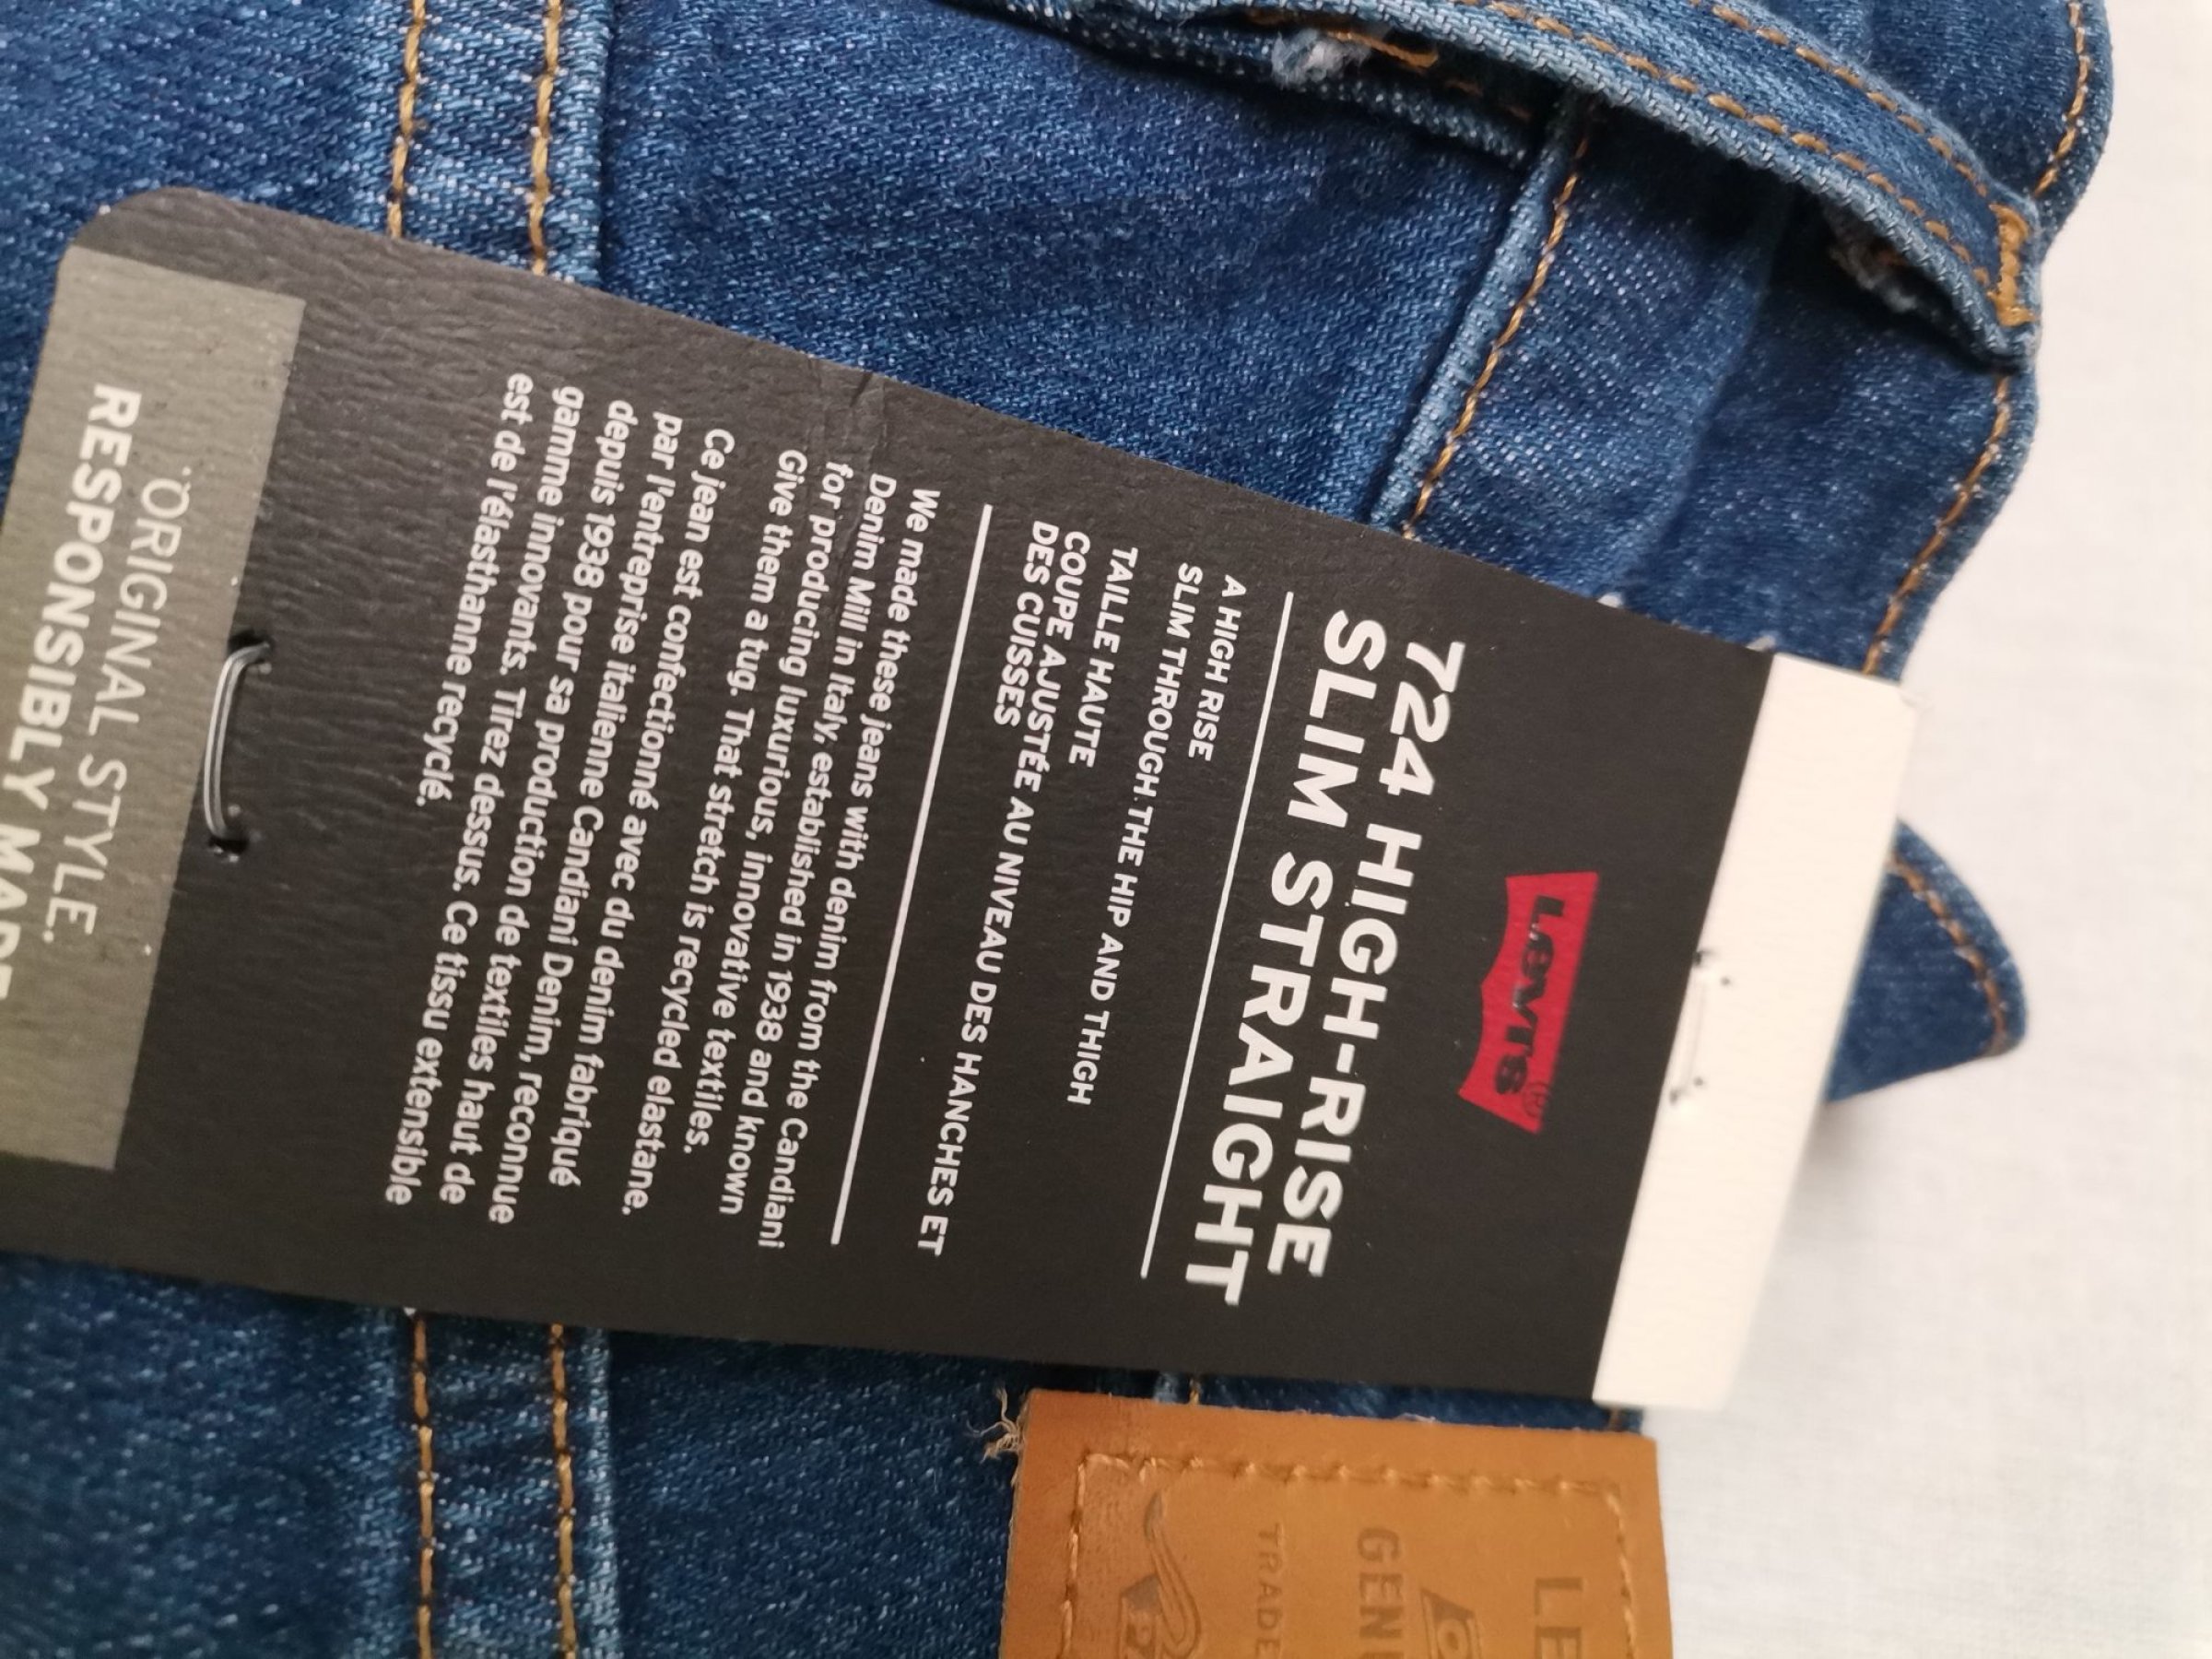 LEVI'S®
724 HIGH-RISE
SLIM STRAIGHT
A HIGH RISE
SLIM THROUGH THE HIP AND THIGH
TAILLE HAUTE
COUPE AJUSTÉE AU NIVEAU DES HANCHES ET
DES CUISSES
We made these jeans with denim from the Candiani
Denim Mill in Italy, established in 1938 and known
for producing luxurious, innovative textiles.
Give them a tug. That stretch is recycled elastane.
Ce jean est confectionné avec du denim fabriqué
par l'entreprise italienne Candiani Denim, reconnue
depuis 1938 pour sa production de textiles haut de
gamme innovants. Tirez dessus. Ce tissu extensible
est de l'élasthanne recyclé.
ORIGINAL STYLE.
RESPONSIBLY MADE
LE
GEN
TRADE